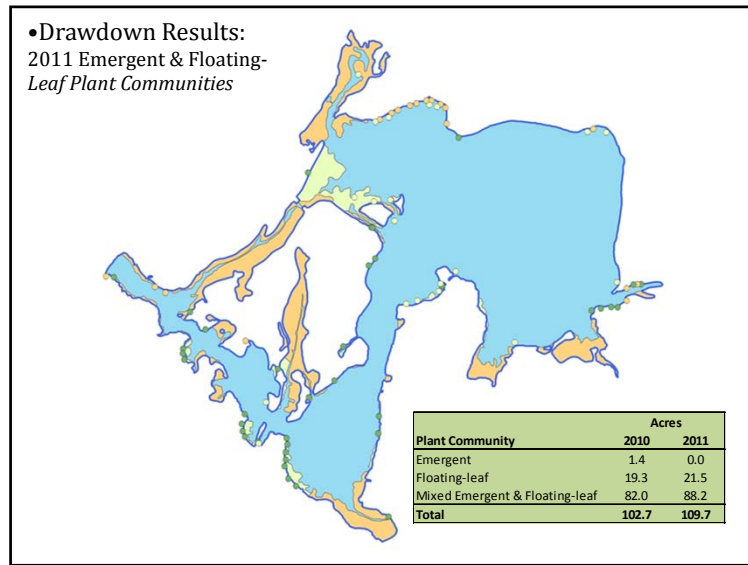 •Drawdown Results:
2011 Emergent & Floating-
Leaf Plant Communities
Acres
Plant Community 2010 2011
Emergent 1.4 0.0
Floating-leaf 19.3 21.5
Mixed Emergent & Floating-leaf 82.0 88.2
Total 102.7 109.7